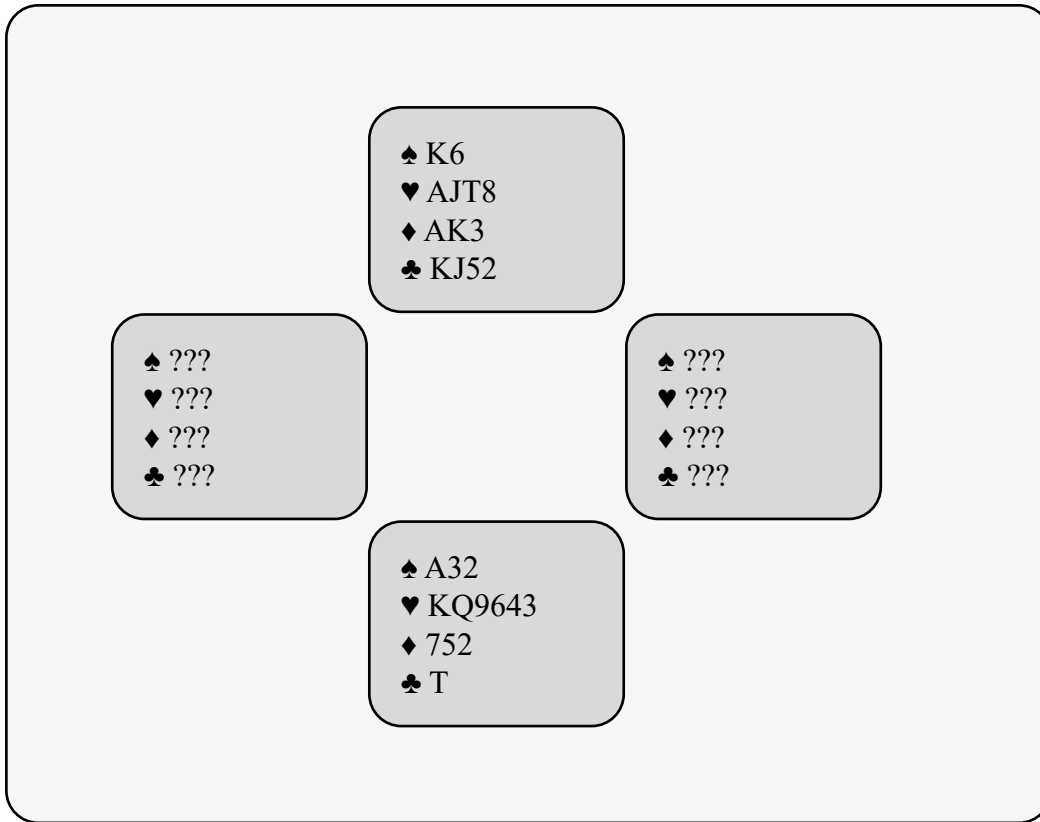 ♠ K6
♥ AJT8
♦ AK3
♣ KJ52
♠ ???
♥ ???
♦ ???
♣ ???
♠ ???
♥ ???
♦ ???
♣ ???
♠ A32
♥ KQ9643
♦ 752
♣ T